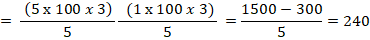 = (5 x 100 x 3)/5 (1 x 100 x 3)/5 = 1500 − 300/5 = 240